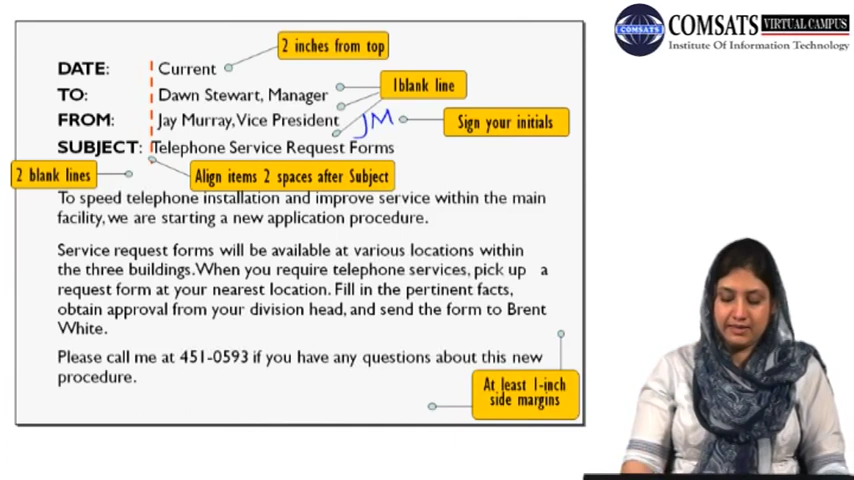 COMSATS VIRTUAL CAMPUS
COMSATS
Institute Of Information Technology
2 inches from top
DATE: Current
1blank line
TO: Dawn Stewart, Manager
FROM: Jay Murray, Vice President JM
Sign your initials
SUBJECT: Telephone Service Request Forms
2 blank lines
Align items 2 spaces after Subject
To speed telephone installation and improve service within the main
facility, we are starting a new application procedure.
Service request forms will be available at various locations within
the three buildings. When you require telephone services, pick up a
request form at your nearest location. Fill in the pertinent facts,
obtain approval from your division head, and send the form to Brent
White.
Please call me at 451-0593 if you have any questions about this new
procedure.
At least 1-inch
side margins